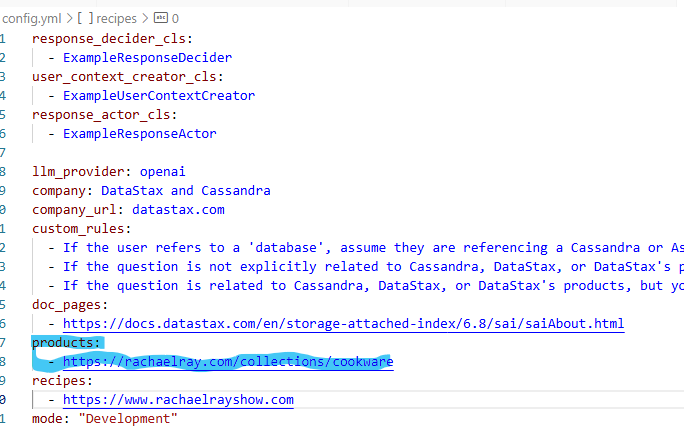 config.yml > [ ] recipes > abc 0
1 response_decider_cls:
2 - ExampleResponseDecider
3 user_context_creator_cls:
4 - ExampleUserContextCreator
5 response_actor_cls:
6 - ExampleResponseActor
7
8 llm_provider: openai
9 company: DataStax and Cassandra
0 company_url: datastax.com
1 custom_rules:
2 - If the user refers to a 'database', assume they are referencing a Cassandra or As
3 - If the question is not explicitly related to Cassandra, DataStax, or DataStax's p
4 - If the question is related to Cassandra, DataStax, or DataStax's products, but yo
5 doc_pages:
6 - https://docs.datastax.com/en/storage-attached-index/6.8/sai/saiAbout.html
7 products:
8 - https://rachaelray.com/collections/cookware
9 recipes:
0 - https://www.rachaelrayshow.com
1 mode: "Development"